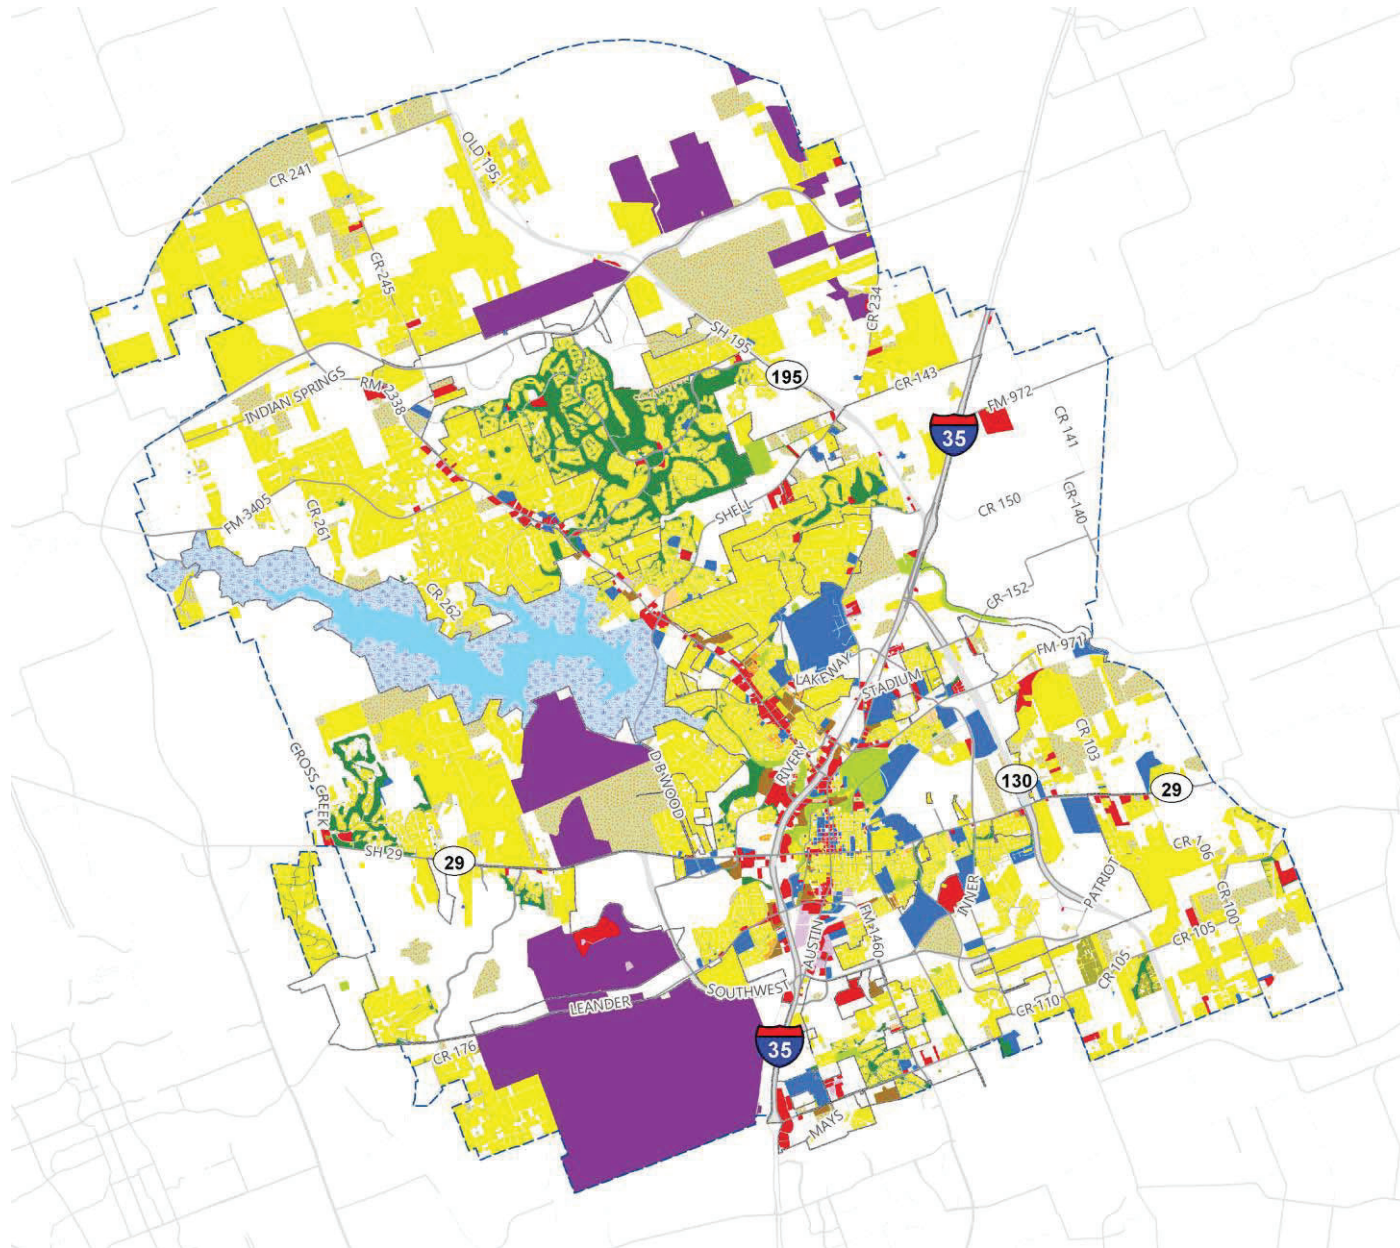 OLD 195
CR 241
CR 245
CR 234
SH 195
195
CR 143
INDIAN SPRINGS
RM 2338
FM 972
35
CR 141
CR 150
CR 140
SHELL
FM 3405
CR 261
CR 262
CR 152
FM 971
LAKEWAY
STADIUM
CR 103
CROSS CREEK
D B WOOD
RIVERY
130
29
SH 29
29
CR 106
PATRIOT
INNER
CR 100
CR 105
FM 1460
AUSTIN
CR 105
SOUTHWEST
LEANDER
CR 110
CR 176
35
MAYS